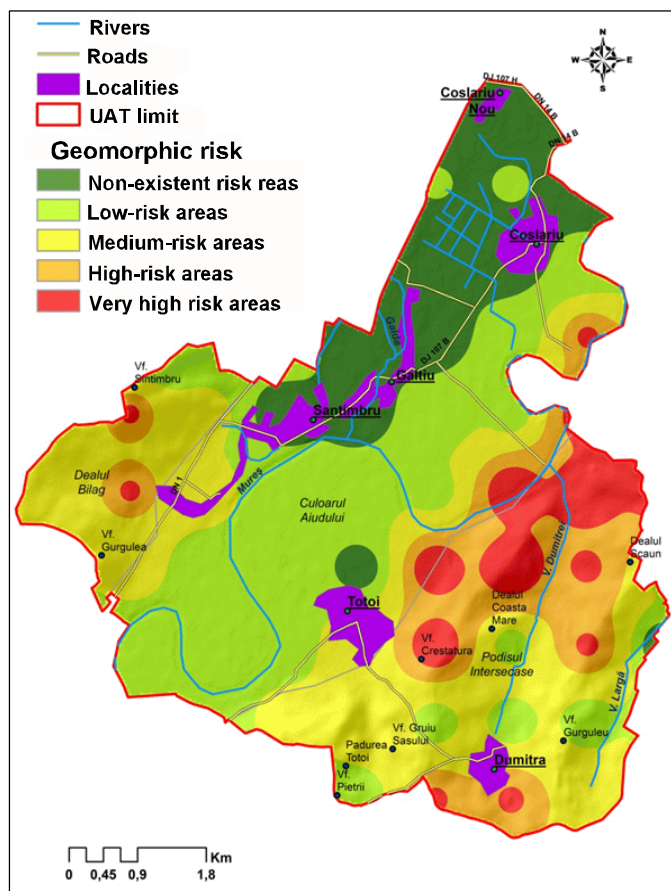 Rivers
Roads
Localities
UAT limit
Geomorphic risk
Non-existent risk reas
Low-risk areas
Medium-risk areas
High-risk areas
Very high risk areas
N
W
E
S
DJ 107 H
Coslariu
Nou
DN 14 B
DN 14 B
Coslariu
Galda
DJ 107 B
Galtiu
Vf.
Sintimbru
Santimbru
Dealul
Bilag
DN 1
Mureș
Culoarul
Aiudului
Vf.
Gurgulea
V. Dumitrei
Dealul
Scaun
Totoi
Dealul
Coasta
Mare
Vf.
Crestatura
Podisul
Intersecase
V. Larga
Vf. Gruiu
Sasului
Vf.
Gurguleu
Padurea
Totoi
Dumitra
Vf.
Pietrii
Km
0
0,45
0,9
1,8